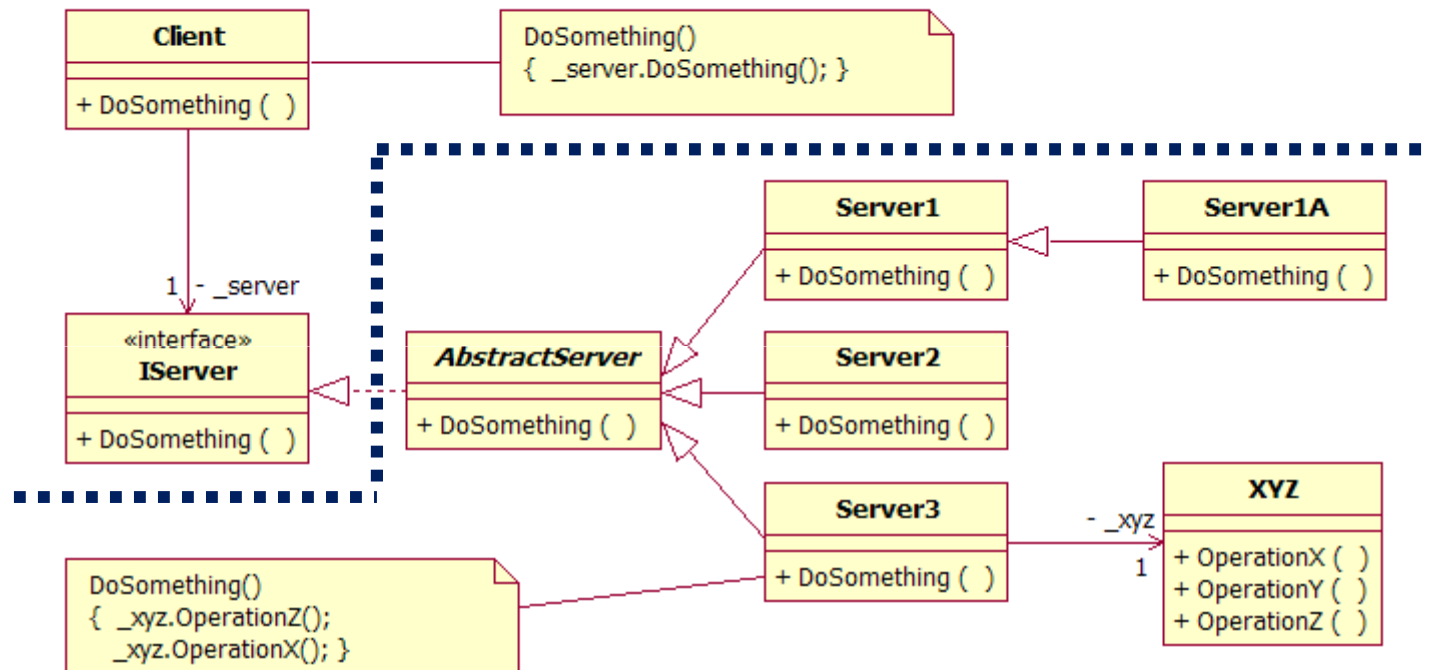 Client
+ DoSomething ( )
DoSomething()
{ _server.DoSomething(); }
1 - _server
«interface»
IServer
+ DoSomething ( )
AbstractServer
+ DoSomething ( )
Server1
+ DoSomething ( )
Server1A
+ DoSomething ( )
Server2
+ DoSomething ( )
Server3
+ DoSomething ( )
- _xyz
1
XYZ
+ OperationX ( )
+ OperationY ( )
+ OperationZ ( )
DoSomething()
{ _xyz.OperationZ();
_xyz.OperationX(); }